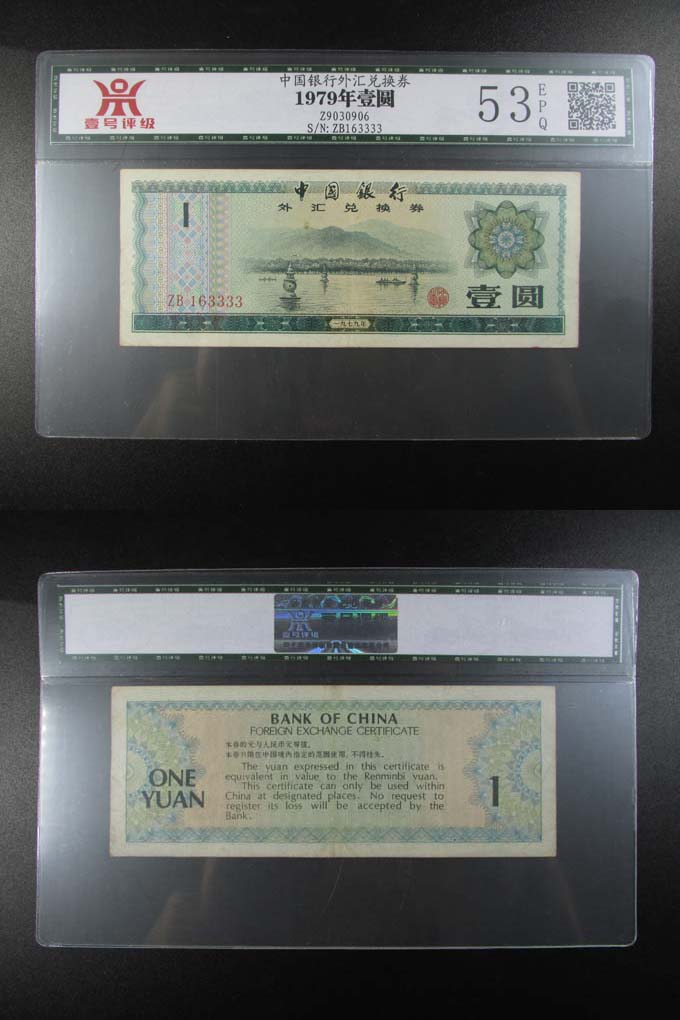 壹号评级
中国银行外汇兑换券
1979年壹圆
Z9030906
S/N: ZB163333
53
EPQ
中国银行
外汇兑换券
1
ZB 163333
壹圆
一九七九年
壹号评级
BANK OF CHINA
FOREIGN EXCHANGE CERTIFICATE
本券的元与人民币元等值。
本券只限在中国境内指定的范围使用，不得挂失。
The yuan expressed in this certificate is
equivalent in value to the Renminbi yuan.
This certificate can only be used within
China at designated places. No request to
register its loss will be accepted by the
Bank.
ONE
YUAN
1